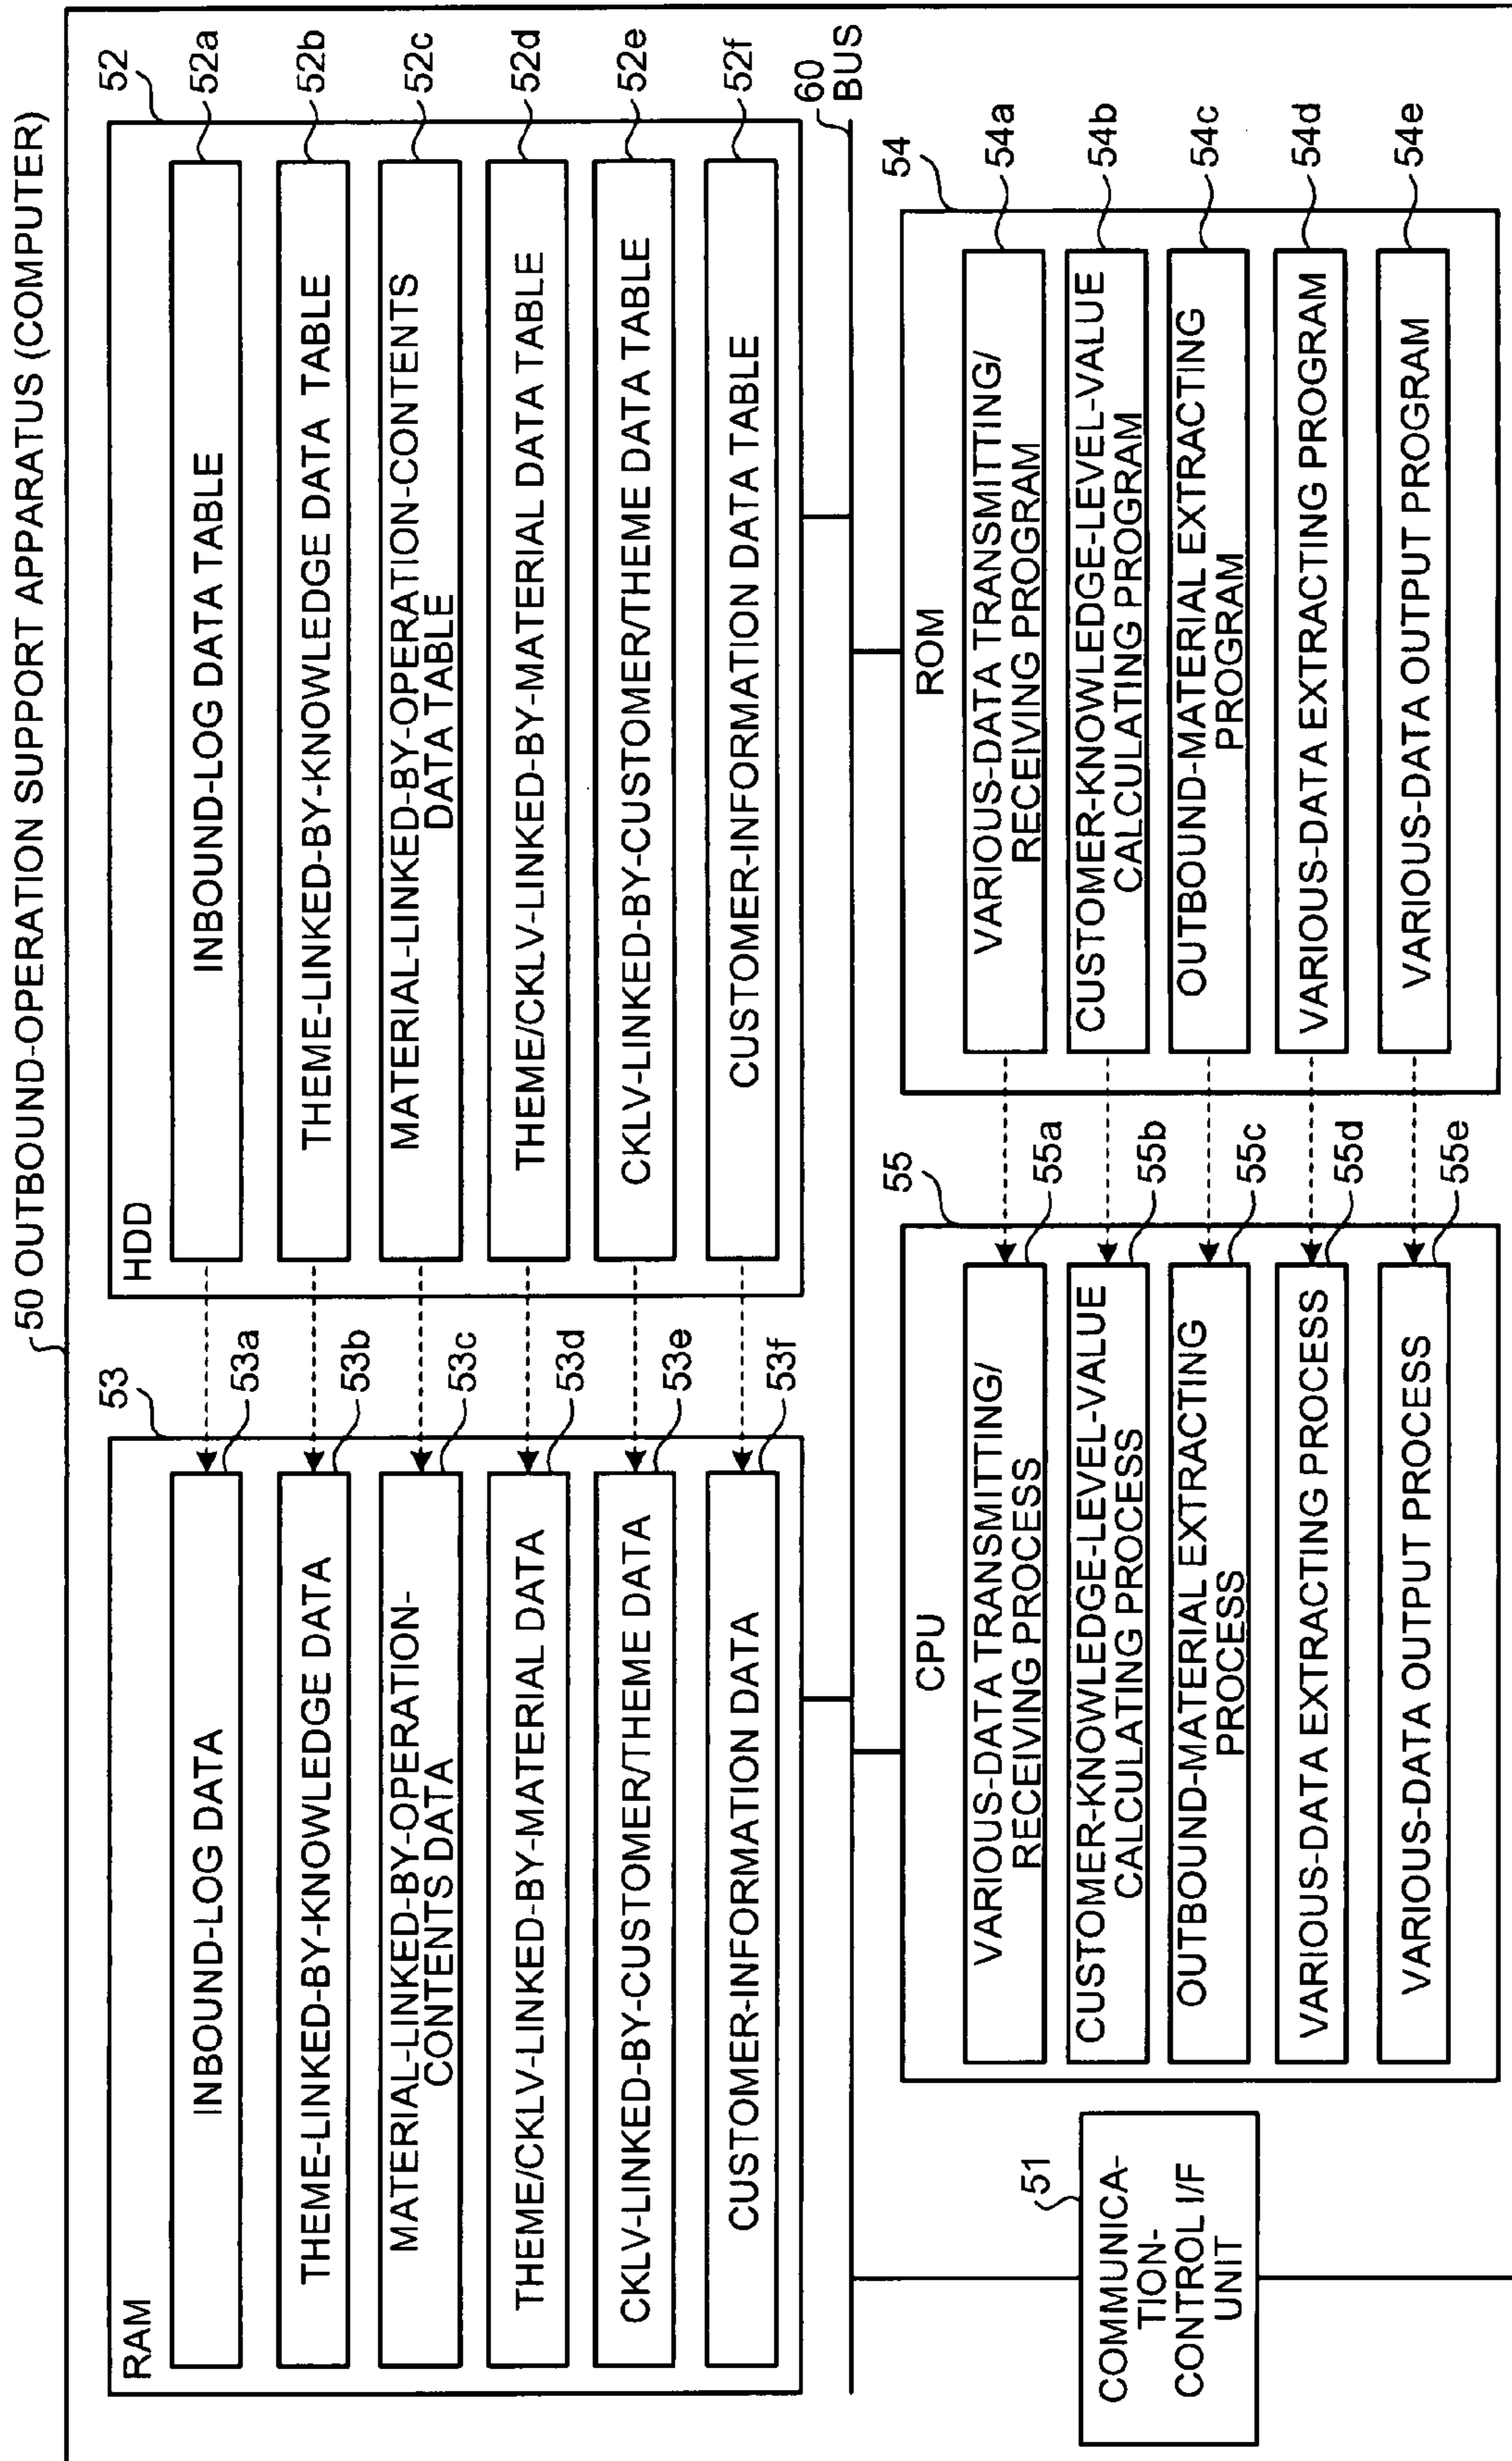 50 OUTBOUND-OPERATION SUPPORT APPARATUS (COMPUTER)
RAM
53
INBOUND-LOG DATA
53a
THEME-LINKED-BY-KNOWLEDGE DATA
53b
MATERIAL-LINKED-BY-OPERATION-
CONTENTS DATA
53c
THEME/CKLV-LINKED-BY-MATERIAL DATA
53d
CKLV-LINKED-BY-CUSTOMER/THEME DATA
53e
CUSTOMER-INFORMATION DATA
53f
HDD
52
INBOUND-LOG DATA TABLE
52a
THEME-LINKED-BY-KNOWLEDGE DATA TABLE
52b
MATERIAL-LINKED-BY-OPERATION-CONTENTS
DATA TABLE
52c
THEME/CKLV-LINKED-BY-MATERIAL DATA TABLE
52d
CKLV-LINKED-BY-CUSTOMER/THEME DATA TABLE
52e
CUSTOMER-INFORMATION DATA TABLE
52f
60
BUS
51
COMMUNICA-
TION-
CONTROL I/F
UNIT
CPU
55
VARIOUS-DATA TRANSMITTING/
RECEIVING PROCESS
55a
CUSTOMER-KNOWLEDGE-LEVEL-VALUE
CALCULATING PROCESS
55b
OUTBOUND-MATERIAL EXTRACTING
PROCESS
55c
VARIOUS-DATA EXTRACTING PROCESS
55d
VARIOUS-DATA OUTPUT PROCESS
55e
ROM
54
VARIOUS-DATA TRANSMITTING/
RECEIVING PROGRAM
54a
CUSTOMER-KNOWLEDGE-LEVEL-VALUE
CALCULATING PROGRAM
54b
OUTBOUND-MATERIAL EXTRACTING
PROGRAM
54c
VARIOUS-DATA EXTRACTING PROGRAM
54d
VARIOUS-DATA OUTPUT PROGRAM
54e